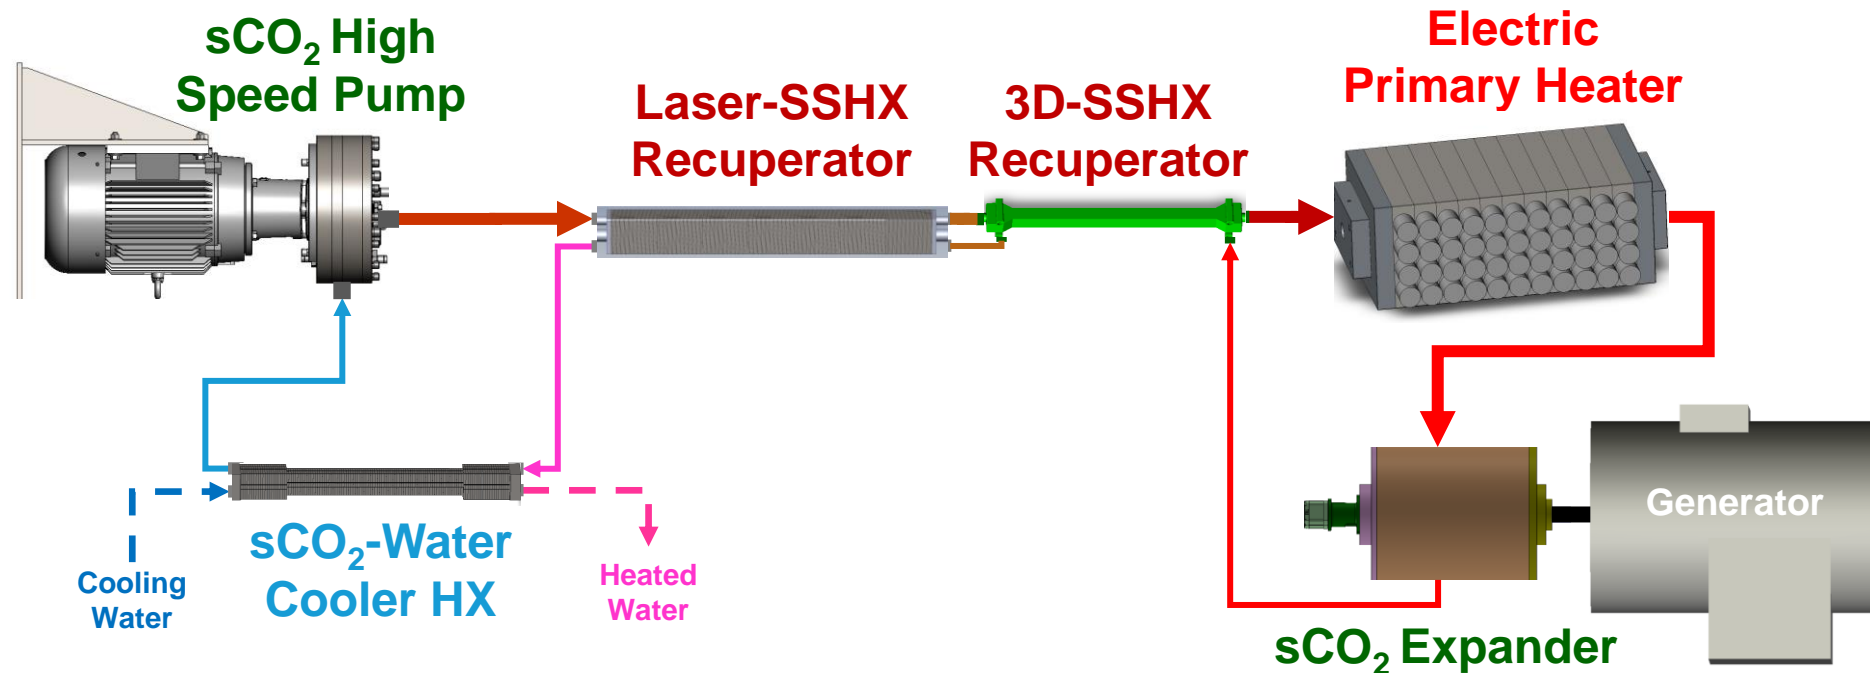 sCO₂ High
Speed Pump
Laser-SSHX
Recuperator
3D-SSHX
Recuperator
Electric
Primary Heater
Generator
sCO₂-Water
Cooler HX
Cooling
Water
Heated
Water
sCO₂ Expander